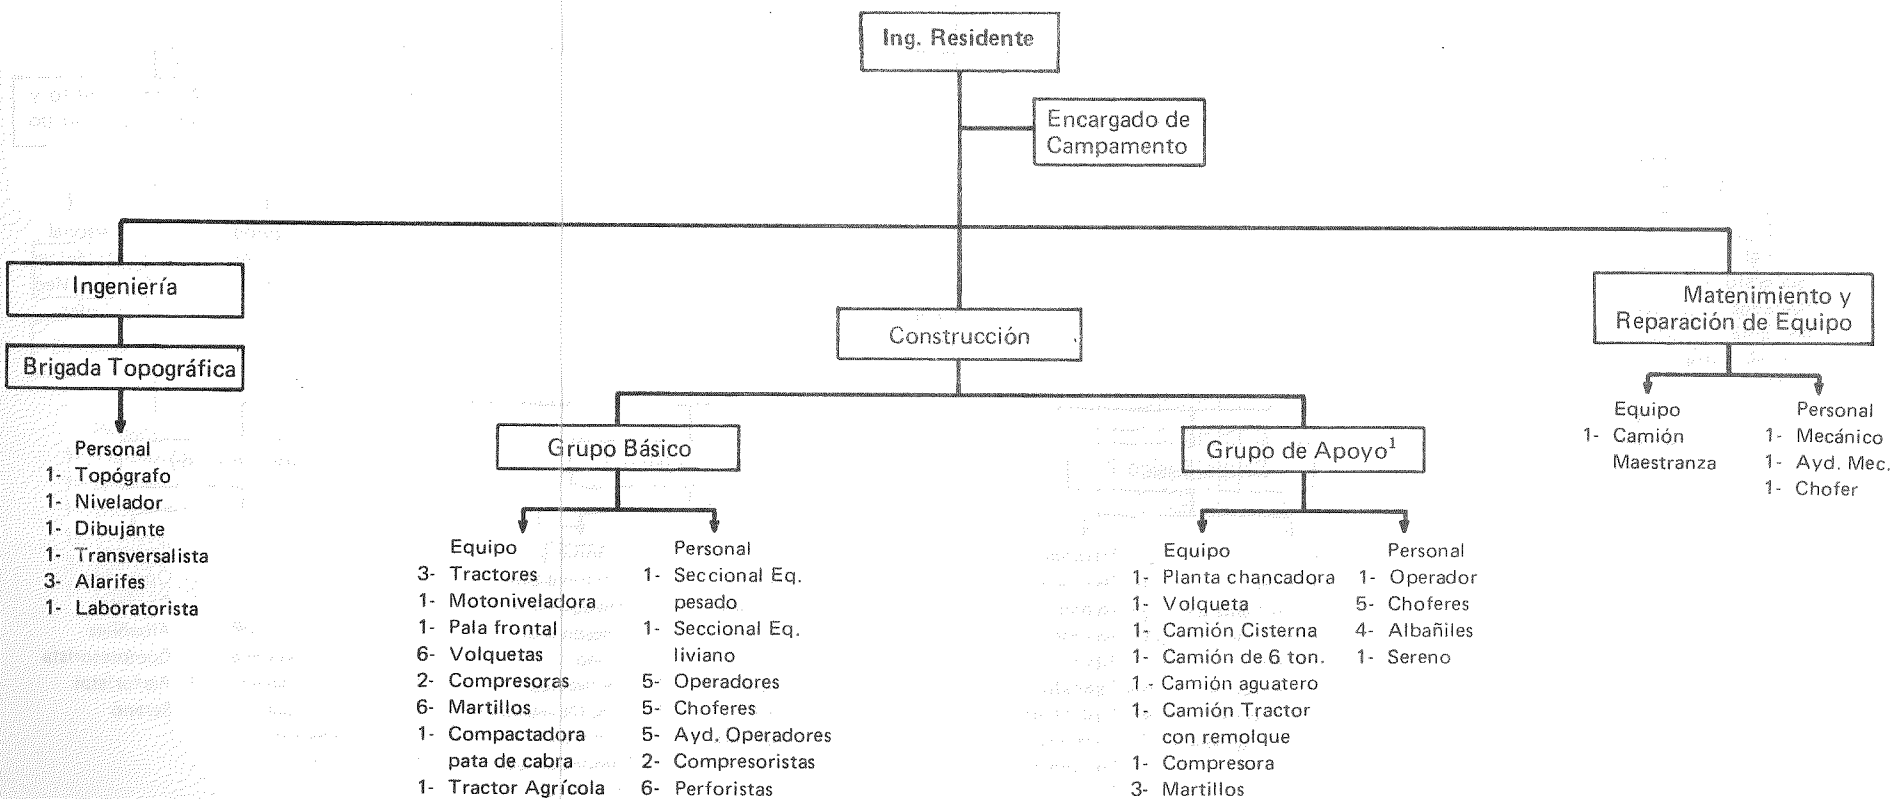 Ing. Residente
Encargado de
Campamento
Ingeniería
Brigada Topográfica
Personal
1- Topógrafo
1- Nivelador
1- Dibujante
1- Transversalista
3- Alarifes
1- Laboratorista
Construcción
Grupo Básico
Equipo
3- Tractores
1- Motoniveladora
1- Pala frontal
6- Volquetas
2- Compresoras
6- Martillos
1- Compactadora
pata de cabra
1- Tractor Agrícola
Personal
1- Seccional Eq.
pesado
1- Seccional Eq.
liviano
5- Operadores
5- Choferes
5- Ayd. Operadores
2- Compresoristas
6- Perforistas
Grupo de Apoyo¹
Equipo
1- Planta chancadora
1- Volqueta
1- Camión Cisterna
1- Camión de 6 ton.
1- Camión aguatero
1- Camión Tractor
con remolque
1- Compresora
3- Martillos
Personal
1- Operador
5- Choferes
4- Albañiles
1- Sereno
Matenimiento y
Reparación de Equipo
Equipo
1- Camión
Maestranza
Personal
1- Mecánico
1- Ayd. Mec.
1- Chofer